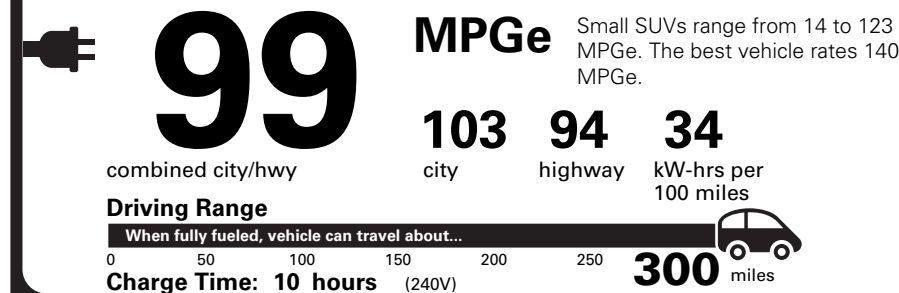 99
MPGe
Small SUVs range from 14 to 123
MPGe. The best vehicle rates 140
MPGe.
combined city/hwy
103
city
94
highway
34
kW-hrs per
100 miles
Driving Range
When fully fueled, vehicle can travel about...
0 50 100 150 200 250 300 miles
Charge Time: 10 hours (240V)